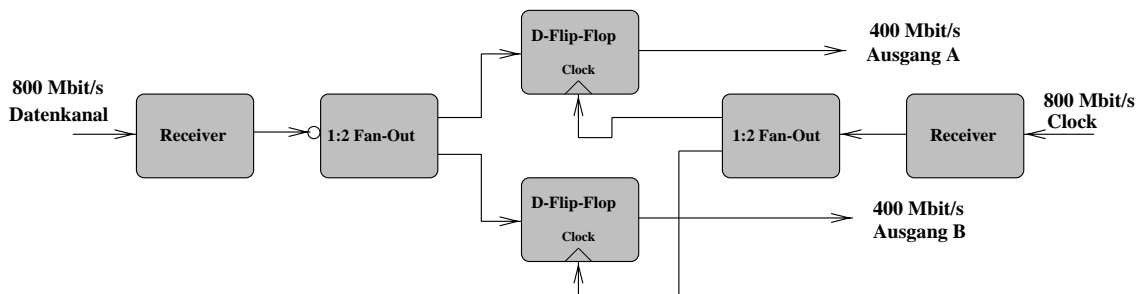 D-Flip-Flop
Clock
400 Mbit/s
Ausgang A
800 Mbit/s
Datenkanal
Receiver
1:2 Fan-Out
1:2 Fan-Out
Receiver
800 Mbit/s
Clock
D-Flip-Flop
Clock
400 Mbit/s
Ausgang B